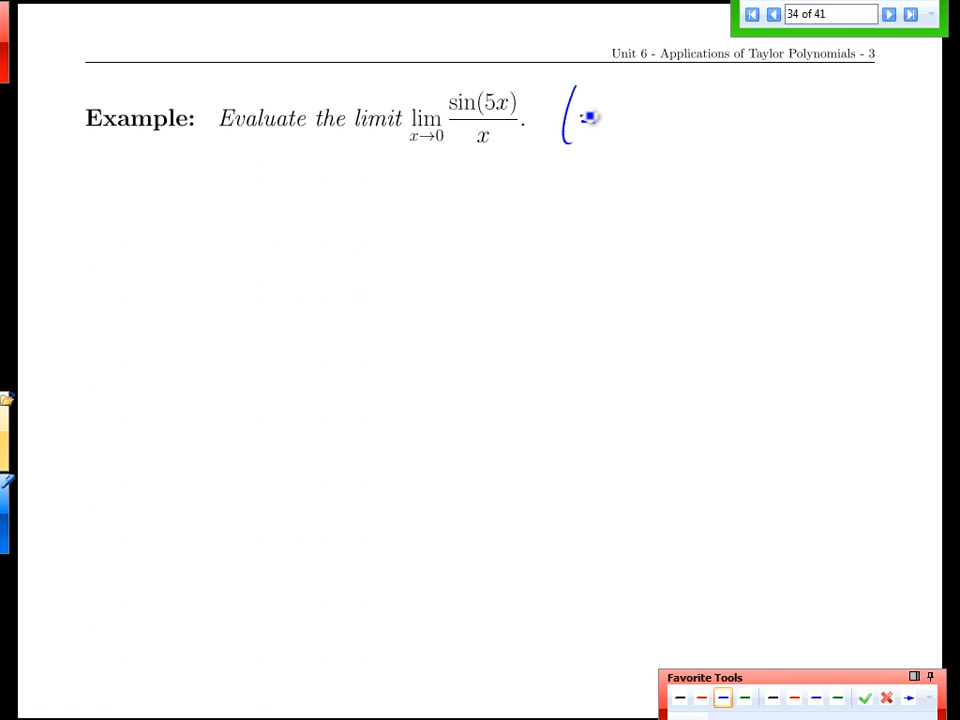 34 of 41
Unit 6 - Applications of Taylor Polynomials - 3
Example: Evaluate the limit lim x→0 sin(5x)/x. (
Favorite Tools